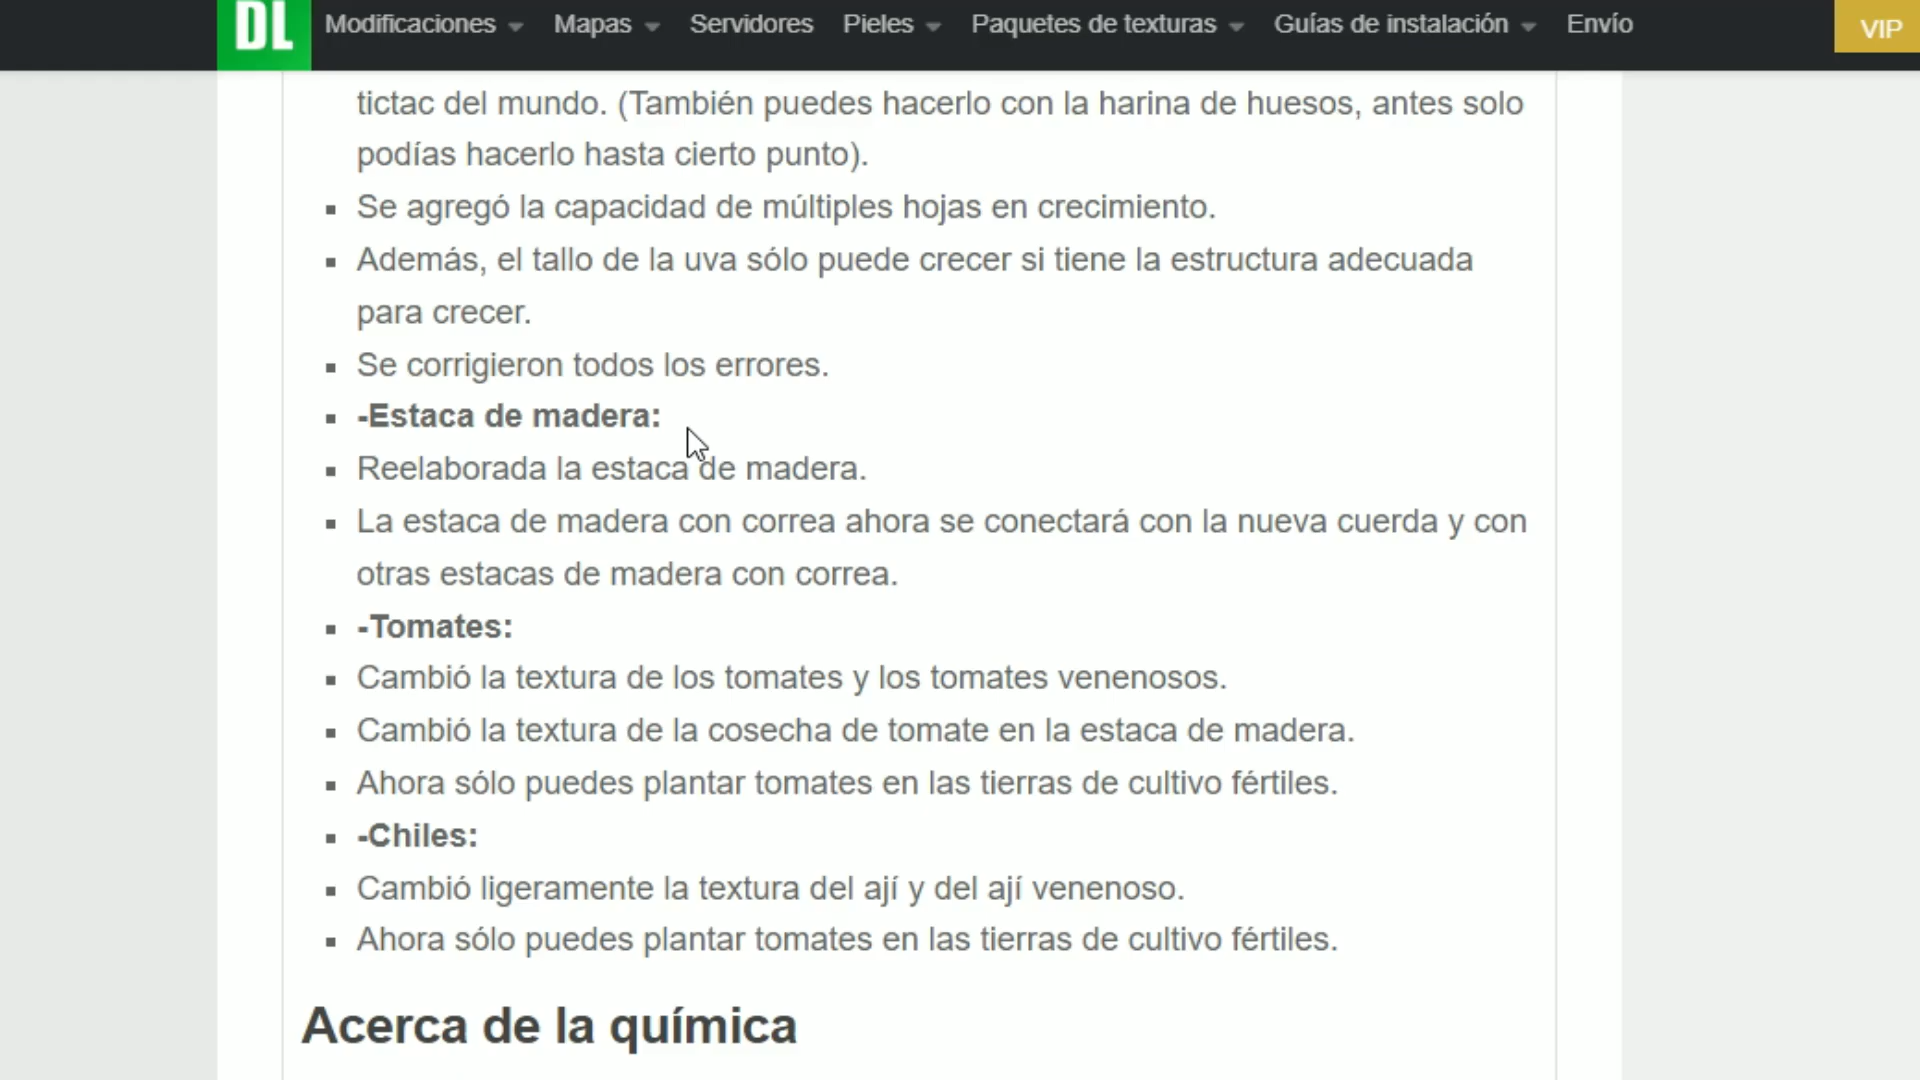 DL Modificaciones Mapas Servidores Pieles Paquetes de texturas Guías de instalación Envío VIP
tictac del mundo. (También puedes hacerlo con la harina de huesos, antes solo
podías hacerlo hasta cierto punto).
Se agregó la capacidad de múltiples hojas en crecimiento.
Además, el tallo de la uva sólo puede crecer si tiene la estructura adecuada
para crecer.
Se corrigieron todos los errores.
-Estaca de madera:
Reelaborada la estaca de madera.
La estaca de madera con correa ahora se conectará con la nueva cuerda y con
otras estacas de madera con correa.
-Tomates:
Cambió la textura de los tomates y los tomates venenosos.
Cambió la textura de la cosecha de tomate en la estaca de madera.
Ahora sólo puedes plantar tomates en las tierras de cultivo fértiles.
-Chiles:
Cambió ligeramente la textura del ají y del ají venenoso.
Ahora sólo puedes plantar tomates en las tierras de cultivo fértiles.
Acerca de la química